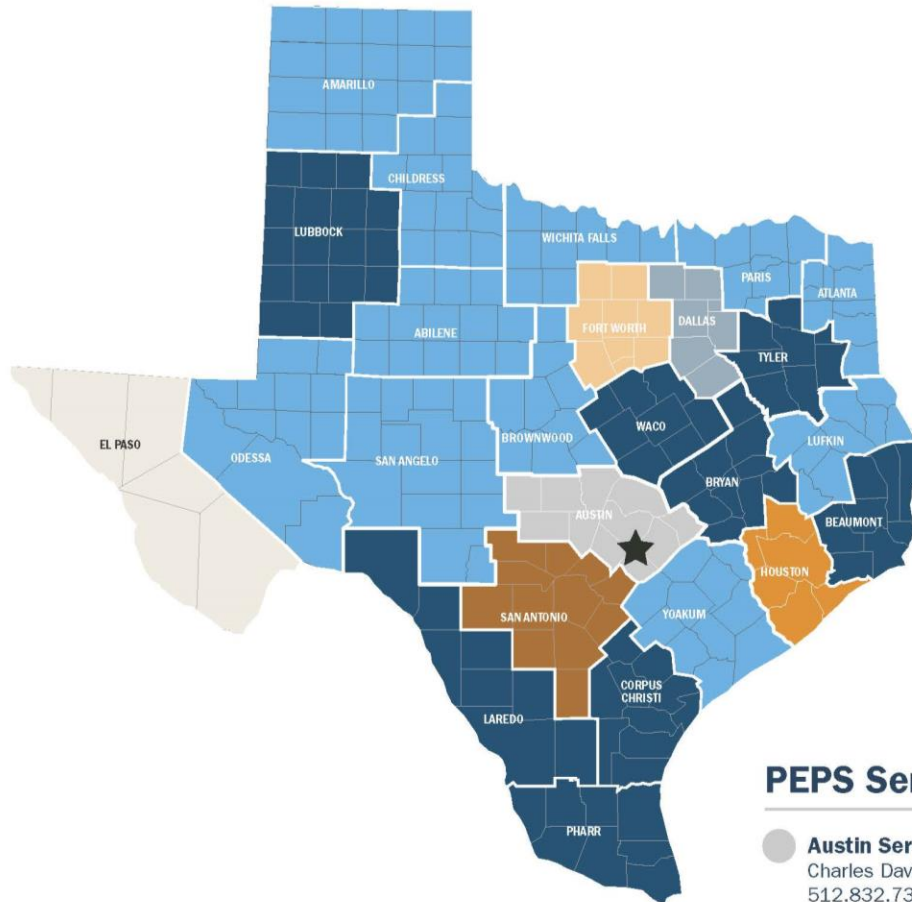 AMARILLO
CHILDRESS
LUBBOCK
WICHITA FALLS
PARIS
ATLANTA
FORT WORTH
DALLAS
ABILENE
TYLER
EL PASO
ODESSA
SAN ANGELO
BROWNWOOD
WACO
LUFKIN
BRYAN
AUSTIN
BEAUMONT
HOUSTON
SAN ANTONIO
YOAKUM
CORPUS
CHRISTI
LAREDO
PHARR
PEPS Ser
Austin Ser
Charles Dav
512.832.73